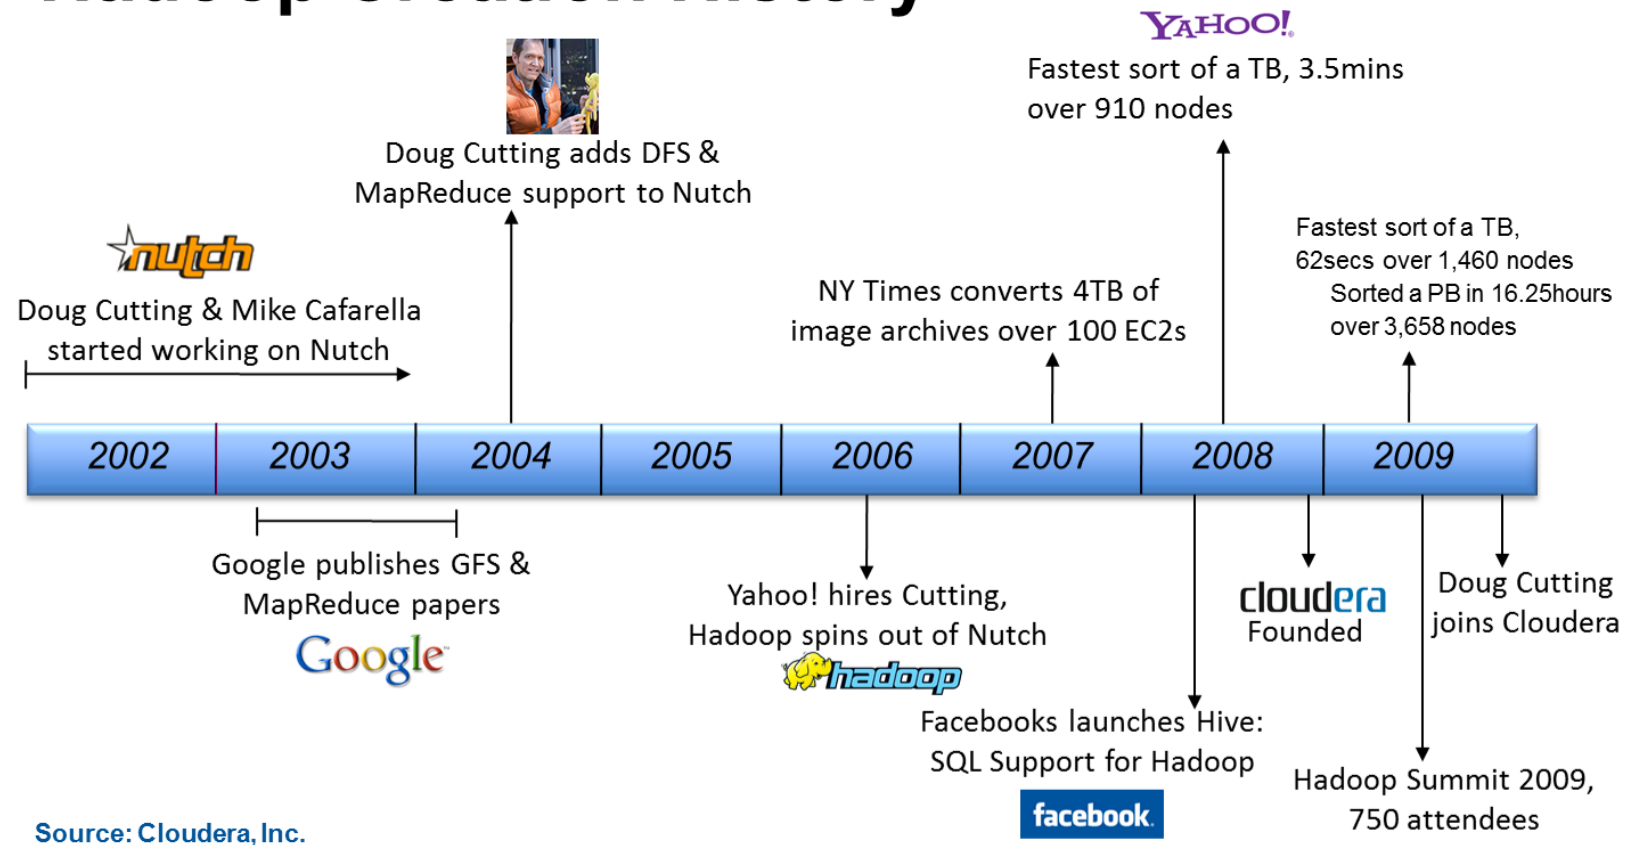 Hadoop Creation History
YAHOO!
Fastest sort of a TB, 3.5mins
over 910 nodes
Doug Cutting adds DFS &
MapReduce support to Nutch
nutch
Doug Cutting & Mike Cafarella
started working on Nutch
NY Times converts 4TB of
image archives over 100 EC2s
Fastest sort of a TB,
62secs over 1,460 nodes
Sorted a PB in 16.25hours
over 3,658 nodes
2002
2003
2004
2005
2006
2007
2008
2009
Google publishes GFS &
MapReduce papers
Google
Yahoo! hires Cutting,
Hadoop spins out of Nutch
hadoop
Facebooks launches Hive:
SQL Support for Hadoop
facebook
cloudera
Founded
Doug Cutting
joins Cloudera
Hadoop Summit 2009,
750 attendees
Source: Cloudera, Inc.